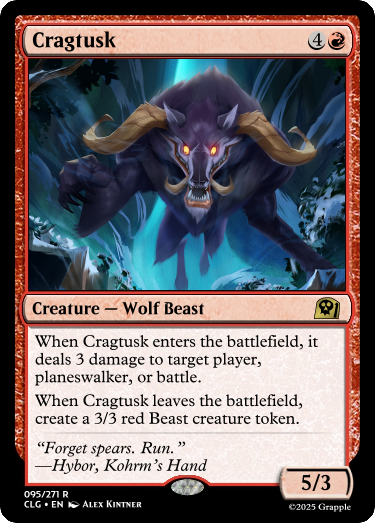 Cragtusk 4
Creature — Wolf Beast
When Cragtusk enters the battlefield, it
deals 3 damage to target player,
planeswalker, or battle.
When Cragtusk leaves the battlefield,
create a 3/3 red Beast creature token.
“Forget spears. Run.”
—Hybor, Kohrm’s Hand
5/3
095/271 R
CLG • EN Alex Kintner
©2025 Grapple